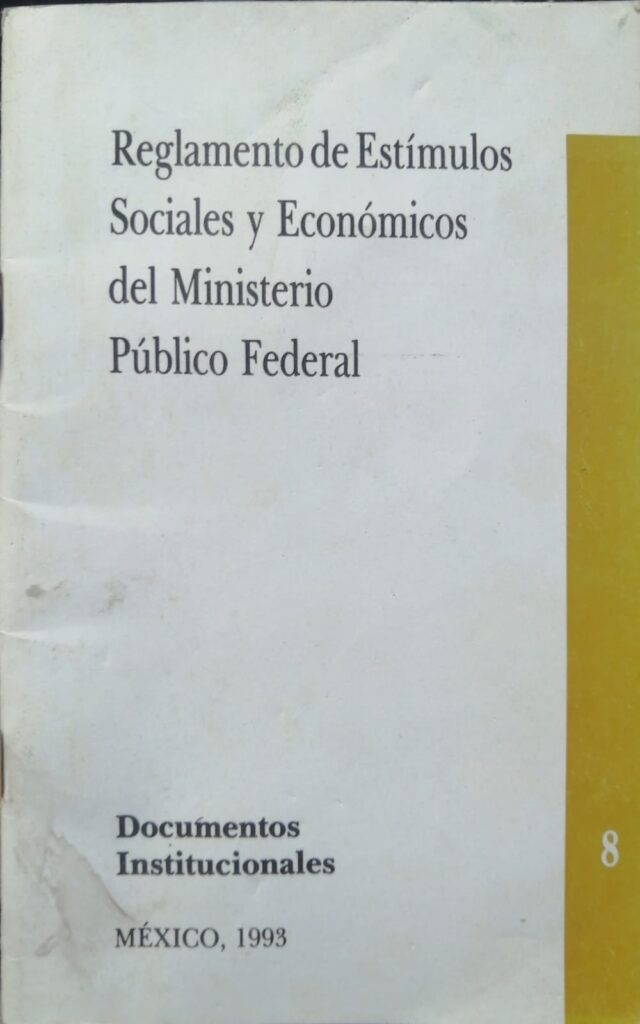 Reglamento de Estímulos
Sociales y Económicos
del Ministerio
Público Federal
Documentos
Institucionales
MÉXICO, 1993
8